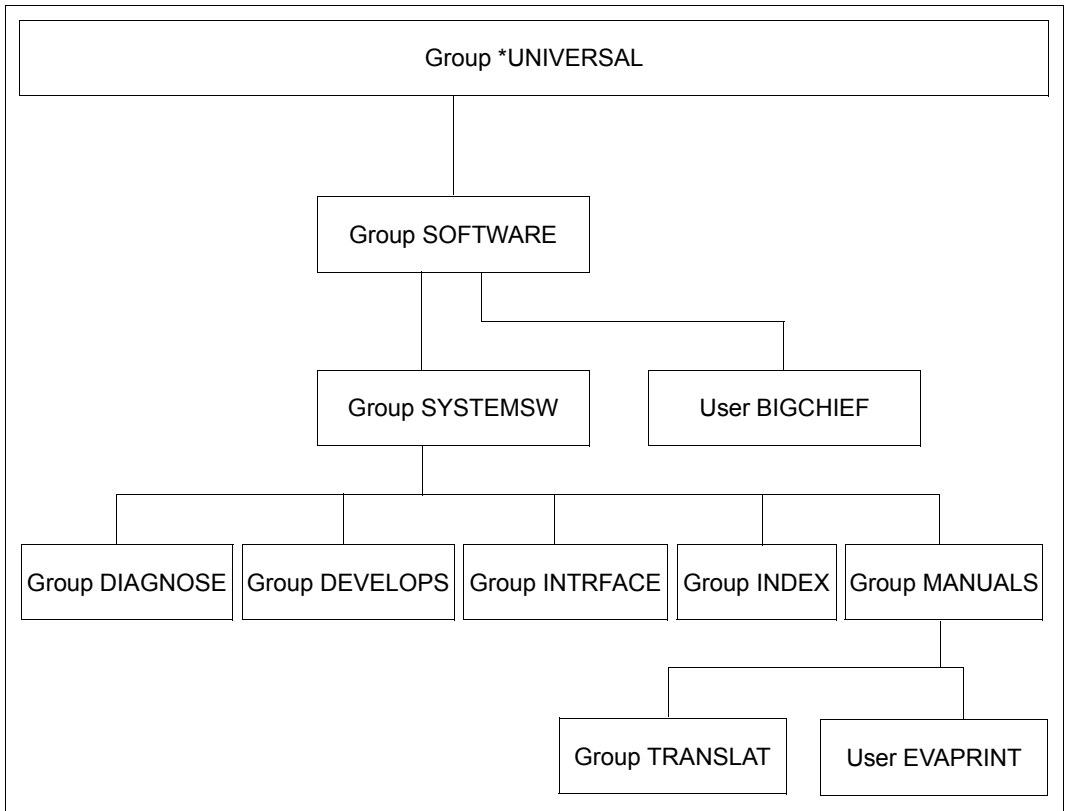 Group *UNIVERSAL
Group SOFTWARE
Group SYSTEMSW
User BIGCHIEF
Group DIAGNOSE
Group DEVELOPS
Group INTRFACE
Group INDEX
Group MANUALS
Group TRANSLAT
User EVAPRINT